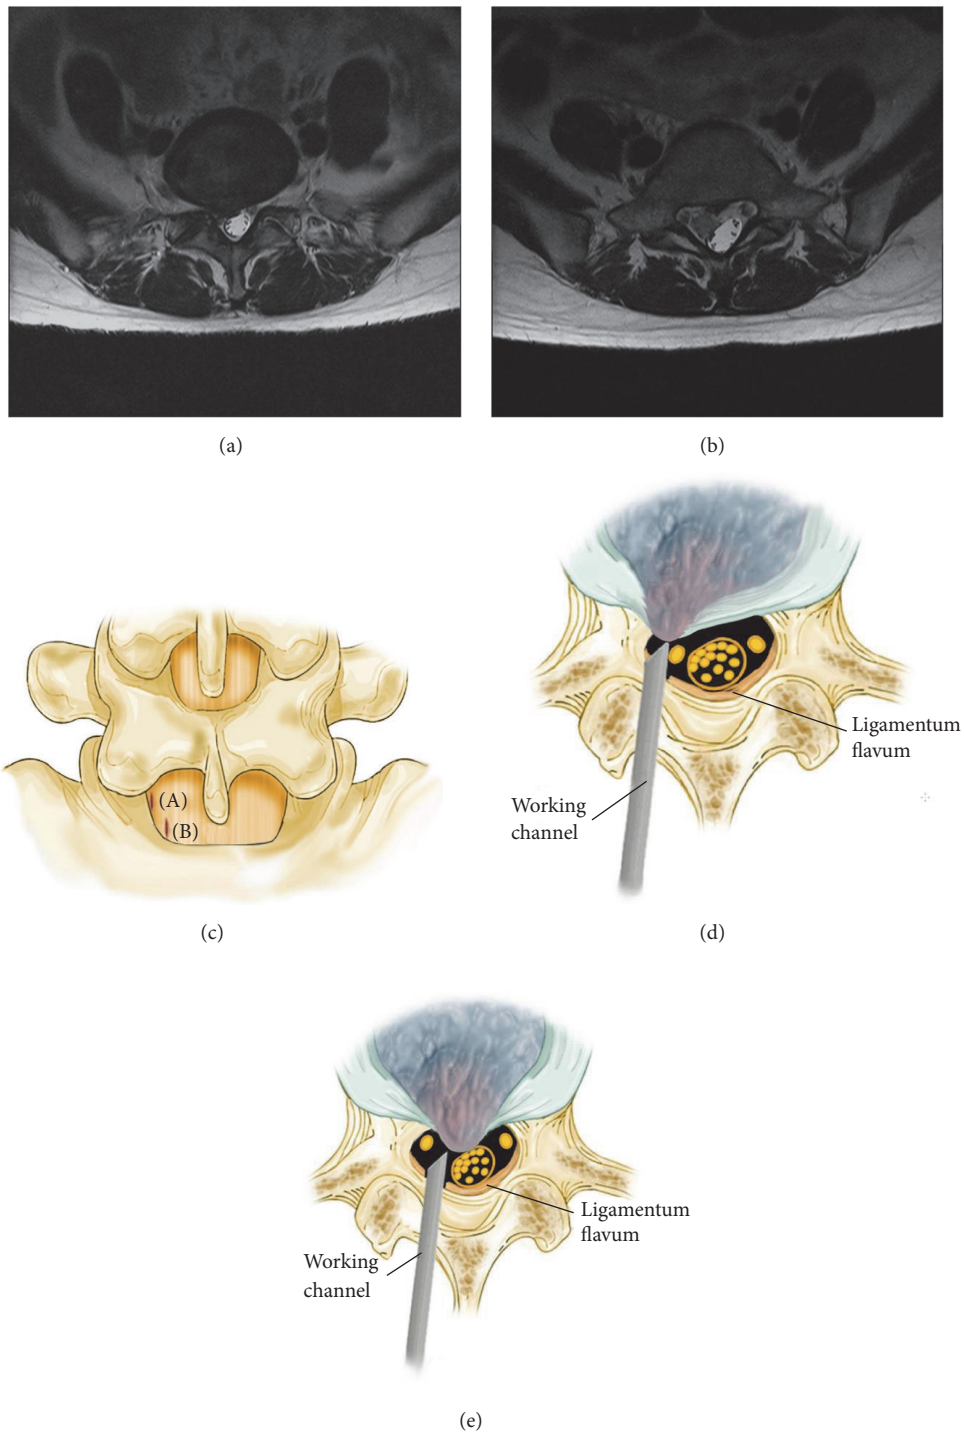 (a)
(b)
(A)
(B)
(c)
Ligamentum
flavum
Working
channel
(d)
Ligamentum
flavum
Working
channel
(e)